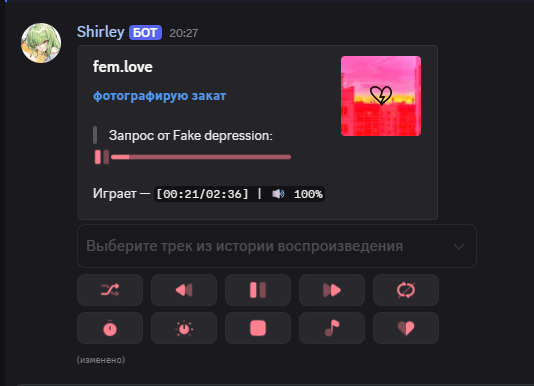 Shirley БОТ 20:27
fem.love
фотографирую закат
Запрос от Fake depression:
Играет — [00:21/02:36] | 100%
Выберите трек из истории воспроизведения
(изменено)